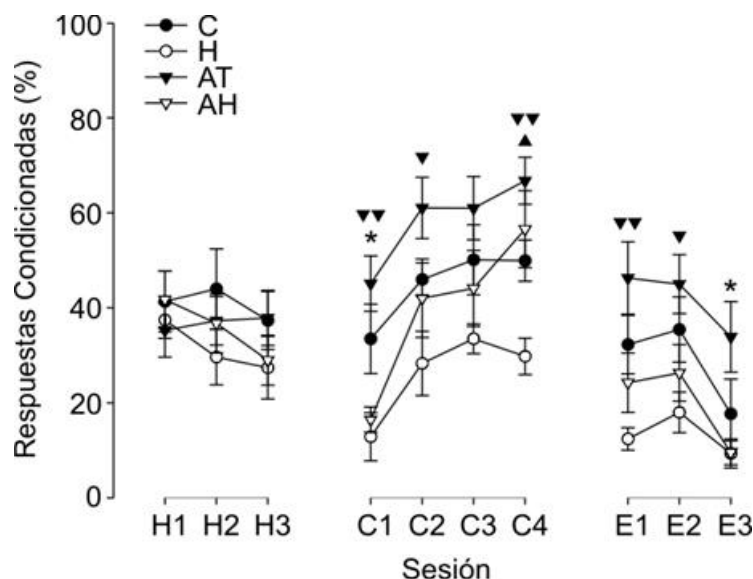 100
80
60
40
20
0
Respuestas Condicionadas (%)
C
H
AT
AH
*
*
H1 H2 H3 C1 C2 C3 C4 E1 E2 E3
Sesión